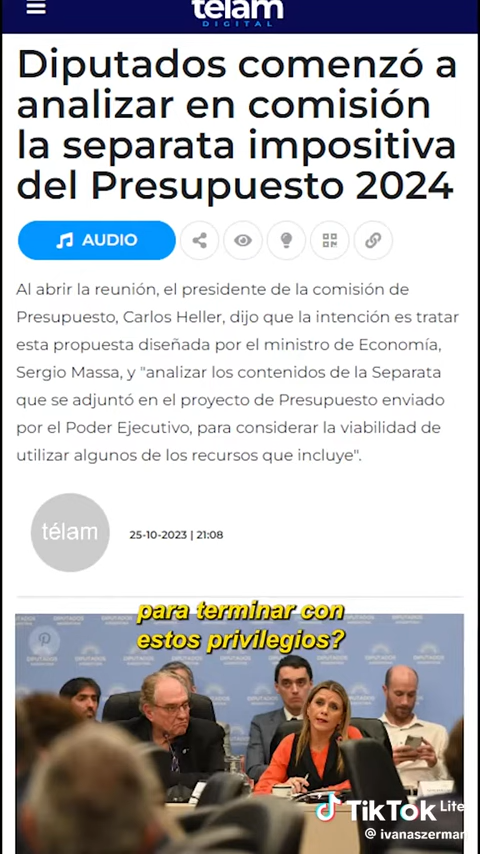 télam
DIGITAL
Diputados comenzó a
analizar en comisión
la separata impositiva
del Presupuesto 2024
AUDIO
Al abrir la reunión, el presidente de la comisión de
Presupuesto, Carlos Heller, dijo que la intención es tratar
esta propuesta diseñada por el ministro de Economía,
Sergio Massa, y "analizar los contenidos de la Separata
que se adjuntó en el proyecto de Presupuesto enviado
por el Poder Ejecutivo, para considerar la viabilidad de
utilizar algunos de los recursos que incluye".
télam
25-10-2023 | 21:08
para terminar con
estos privilegios?
TikTok Lite
@ ivanaszerman